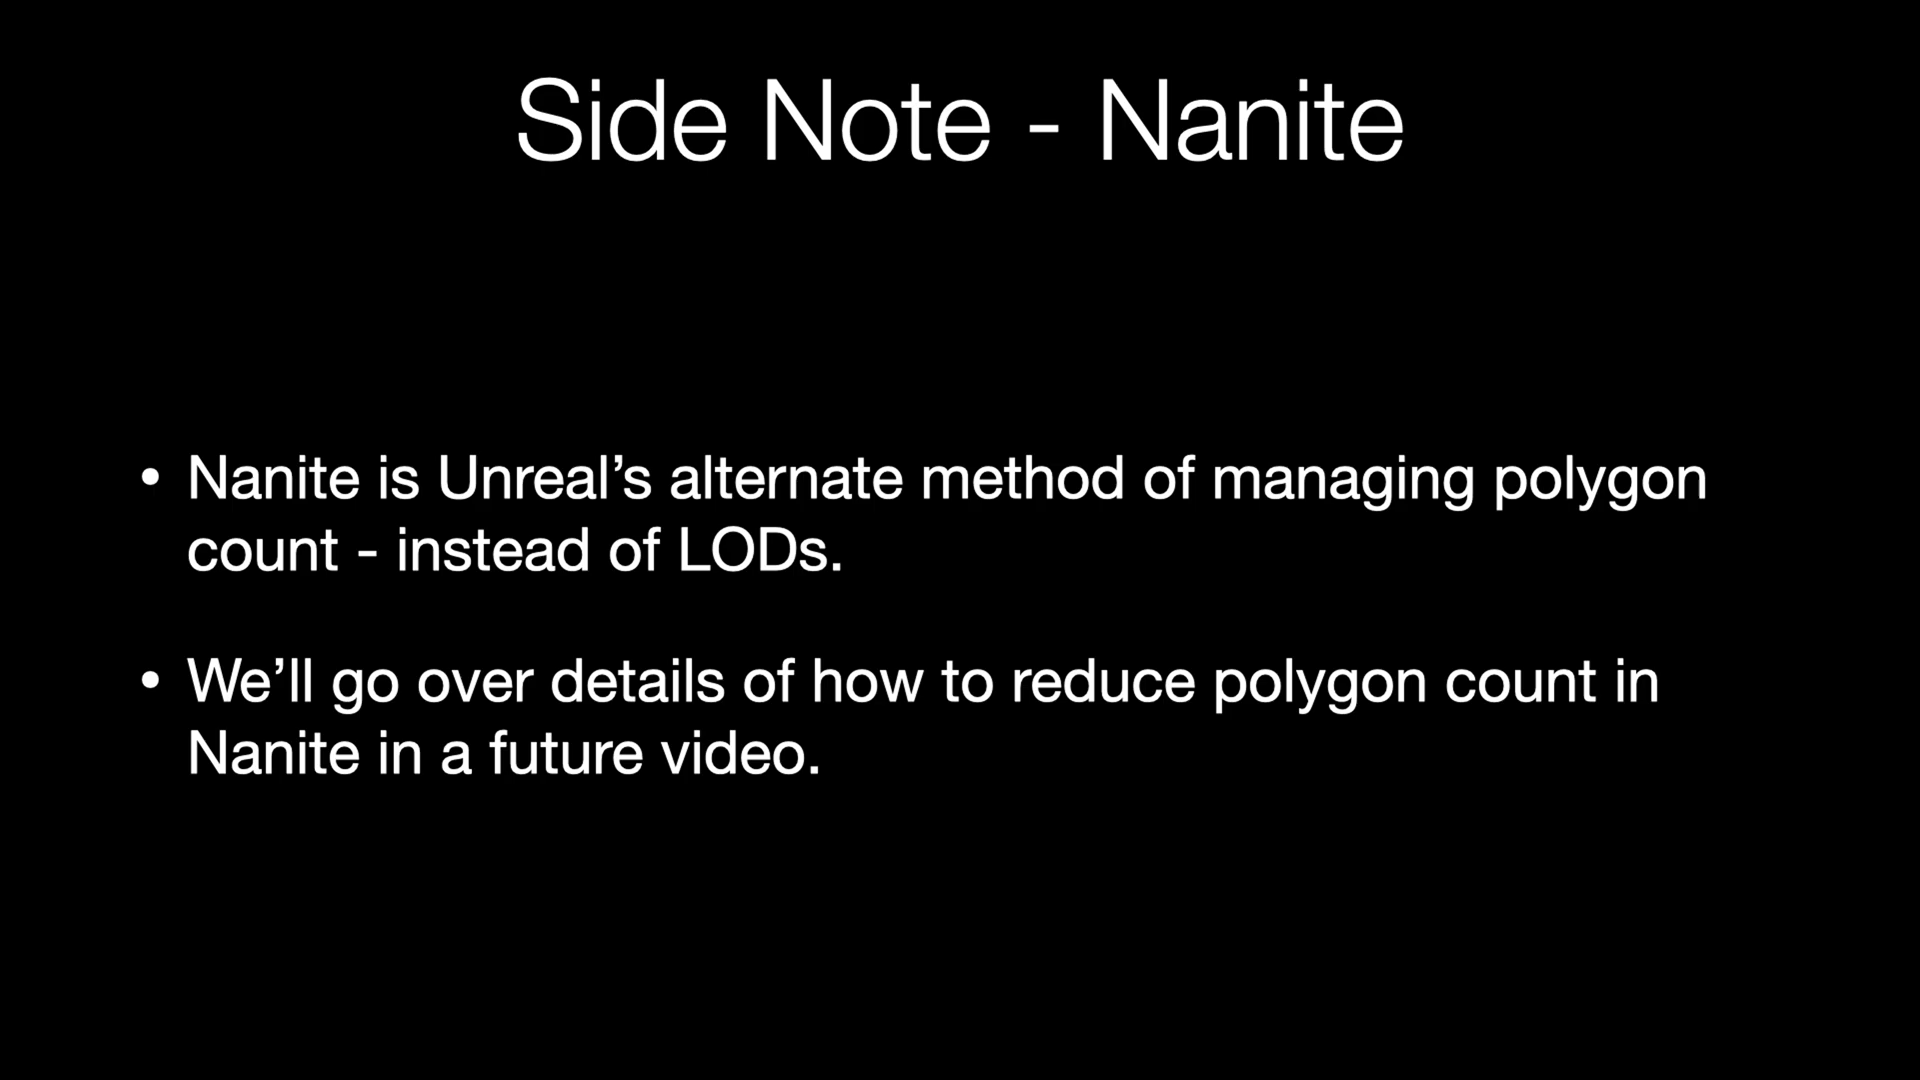 Side Note - Nanite
• Nanite is Unreal’s alternate method of managing polygon
count - instead of LODs.
• We’ll go over details of how to reduce polygon count in
Nanite in a future video.